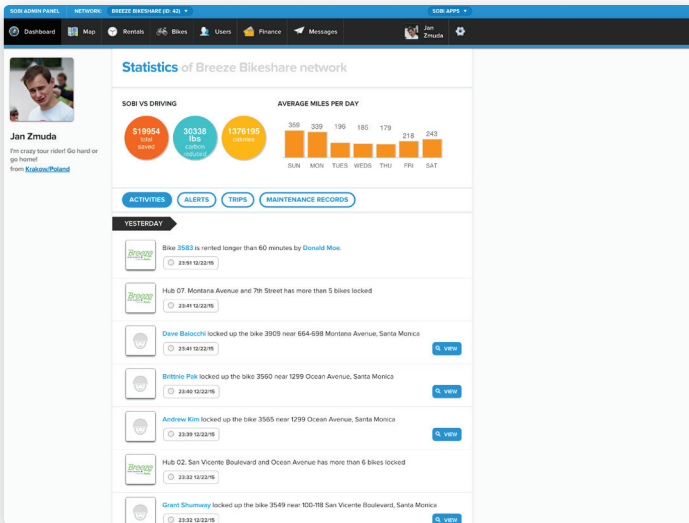 SOBI ADMIN PANEL NETWORK: BREEZE BIKESHARE (ID: 42) SOBI APPS
Dashboard Map Rentals Bikes Users Finance Messages Jan Zmuda
Statistics of Breeze Bikeshare network
SOBI VS DRIVING AVERAGE MILES PER DAY
$19954 total saved
30338 lbs carbon reduced
1376195 calories
359 339 196 185 179 218 243
SUN MON TUES WEDS THU FRI SAT
Jan Zmuda
I'm crazy tour rider! Go hard or
go home!
from Krakow/Poland
ACTIVITIES ALERTS TRIPS MAINTENANCE RECORDS
YESTERDAY
Breeze
Bike 3583 is rented longer than 60 minutes by Donald Moe.
23:51 12/22/15
Breeze
Hub 07. Montana Avenue and 7th Street has more than 5 bikes locked
23:41 12/22/15
Dave Baiocchi locked up the bike 3909 near 664-698 Montana Avenue, Santa Monica
23:41 12/22/15 VIEW
Brittnie Pak locked up the bike 3560 near 1299 Ocean Avenue, Santa Monica
23:40 12/22/15 VIEW
Andrew Kim locked up the bike 3565 near 1299 Ocean Avenue, Santa Monica
23:39 12/22/15 VIEW
Breeze
Hub 02. San Vicente Boulevard and Ocean Avenue has more than 6 bikes locked
23:32 12/22/15
Grant Shumway locked up the bike 3549 near 100-118 San Vicente Boulevard, Santa Monica
23:32 12/22/15 VIEW